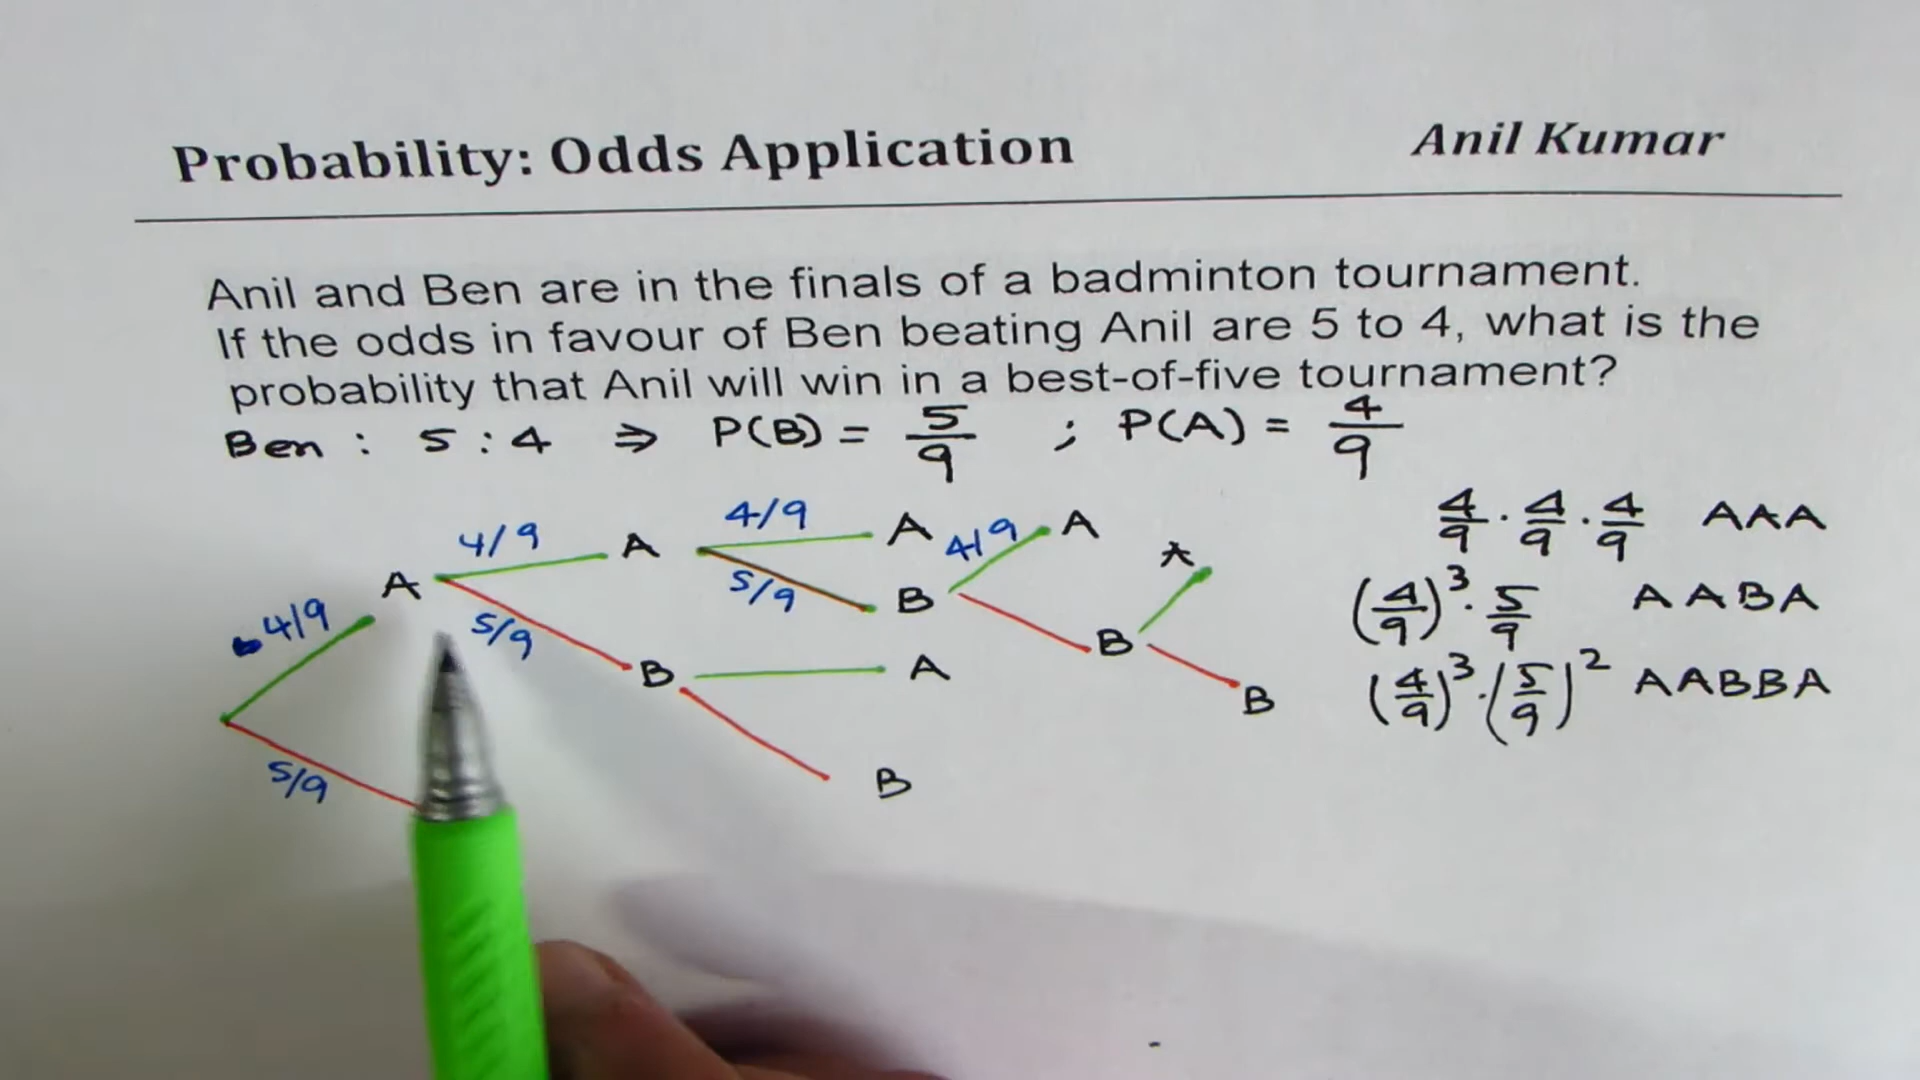 Probability: Odds Application Anil Kumar
Anil and Ben are in the finals of a badminton tournament.
If the odds in favour of Ben beating Anil are 5 to 4, what is the
probability that Anil will win in a best-of-five tournament?
Ben : 5 : 4 ⇒ P(B) = 5/9 ; P(A) = 4/9
4/9 · 4/9 · 4/9 AAA
4/9 A 4/9 A 4/9 A
4/9 A 5/9 B 5/9 B A
(4/9)³ · 5/9 AABA
B A B B
(4/9)³ · (5/9)² AABBA
5/9 B